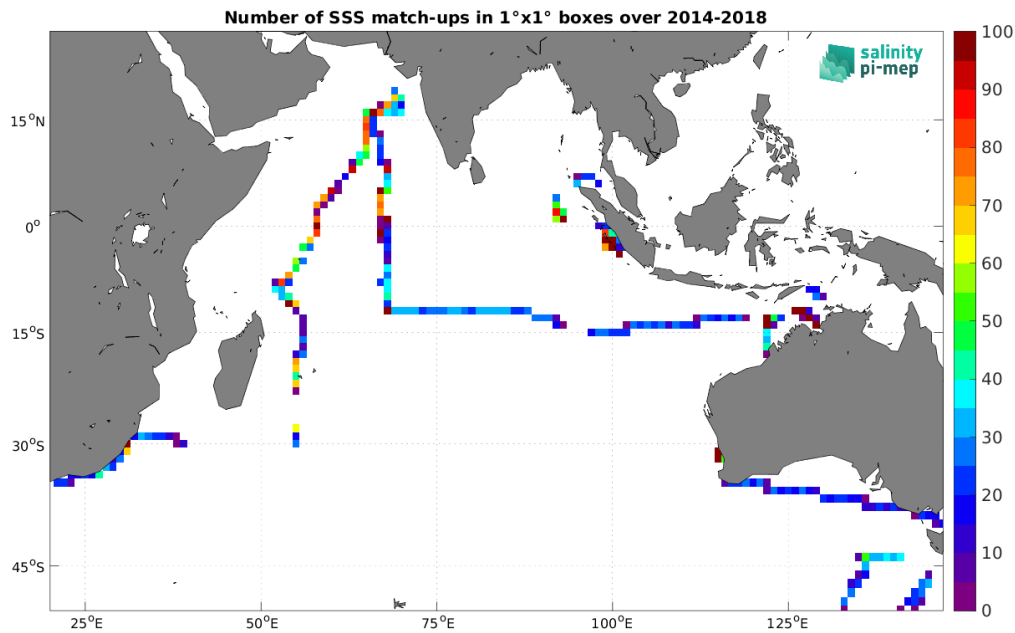 Number of SSS match-ups in 1°x1° boxes over 2014-2018
salinity
pi-mep
15°N
0°
15°S
30°S
45°S
25°E
50°E
75°E
100°E
125°E
100
90
80
70
60
50
40
30
20
10
0